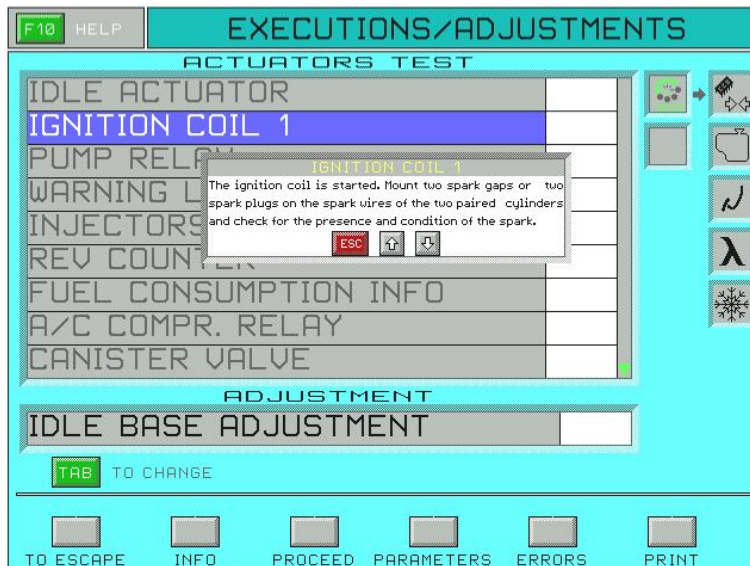 F10 HELP EXECUTIONS/ADJUSTMENTS
ACTUATORS TEST
IDLE ACTUATOR
IGNITION COIL 1
PUMP RELAY
WARNING L
INJECTORS
REV COUNTER
FUEL CONSUMPTION INFO
A/C COMPR. RELAY
CANISTER VALVE
IGNITION COIL 1
The ignition coil is started. Mount two spark gaps or two
spark plugs on the spark wires of the two paired cylinders
and check for the presence and condition of the spark.
ESC
λ
ADJUSTMENT
IDLE BASE ADJUSTMENT
TAB TO CHANGE
TO ESCAPE INFO PROCEED PARAMETERS ERRORS PRINT